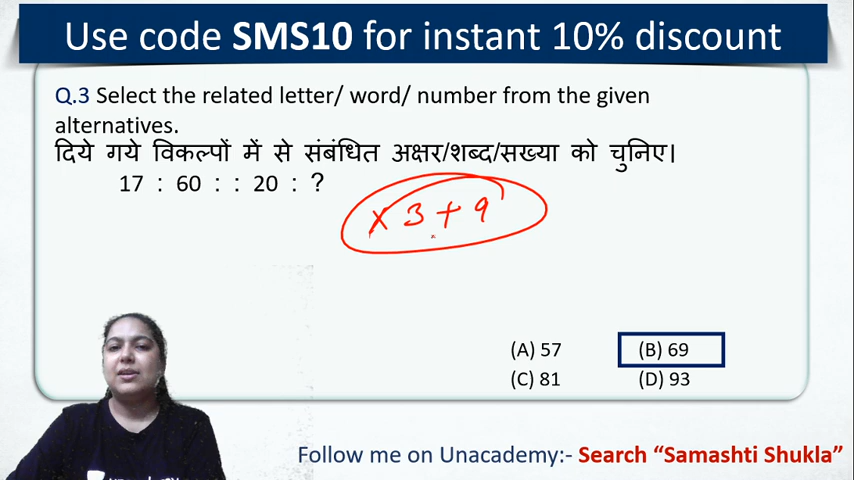 Use code SMS10 for instant 10% discount
Q.3 Select the related letter/ word/ number from the given
alternatives.
दिये गये विकल्पों में से संबंधित अक्षर/शब्द/सख्या को चुनिए।
17 : 60 : : 20 : ?
x 3 + 9
(A) 57 (B) 69
(C) 81 (D) 93
Follow me on Unacademy:- Search “Samashti Shukla”